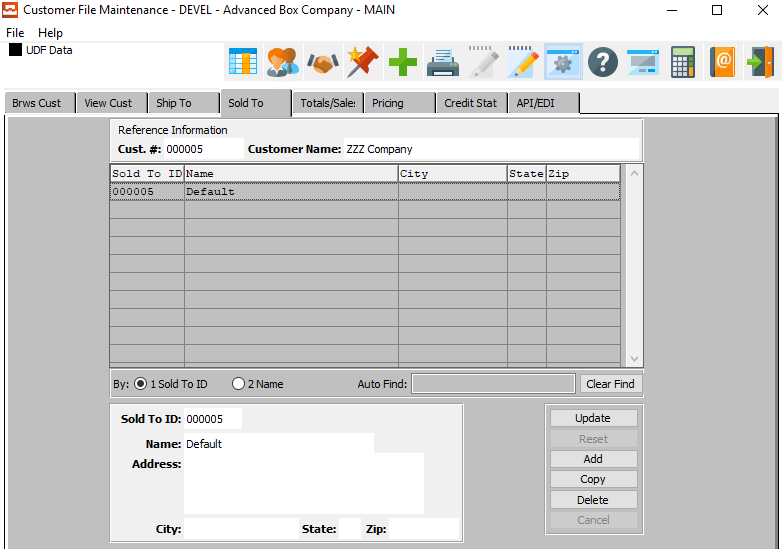 Customer File Maintenance - DEVEL - Advanced Box Company - MAIN
File Help
UDF Data
@
?
Brws Cust View Cust Ship To Sold To Totals/Sales Pricing Credit Stat API/EDI
Reference Information
Cust. #: 000005 Customer Name: ZZZ Company
Sold To ID Name City State Zip
000005 Default
By: 1 Sold To ID 2 Name Auto Find: Clear Find
Sold To ID: 000005
Name: Default
Address:
City: State: Zip:
Update
Reset
Add
Copy
Delete
Cancel